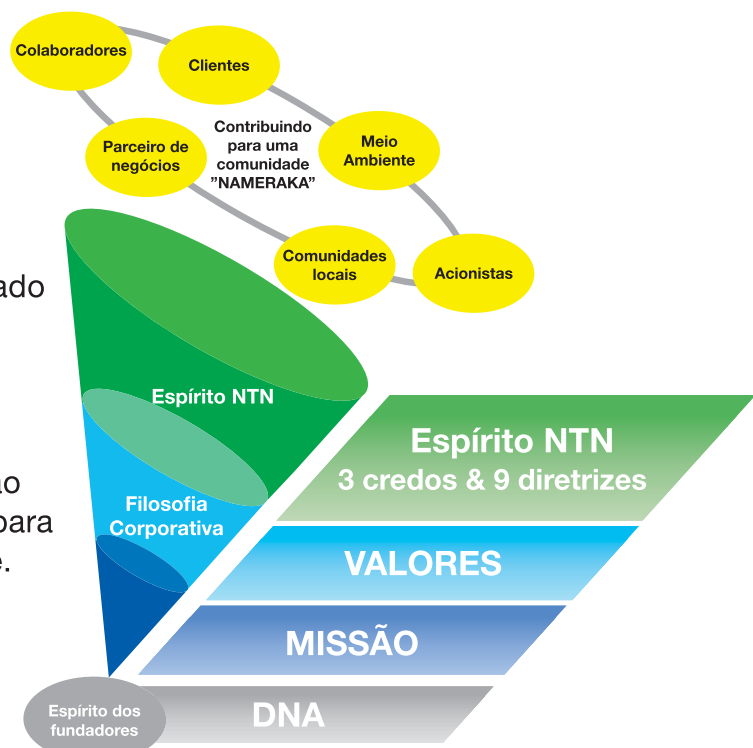 Colaboradores
Clientes
Parceiro de
negócios
Contribuindo
para uma
comunidade
”NAMERAKA”
Meio
Ambiente
Comunidades
locais
Acionistas
Espírito NTN
Filosofia
Corporativa
Espírito NTN
3 credos & 9 diretrizes
VALORES
MISSÃO
DNA
Espírito dos
fundadores
para